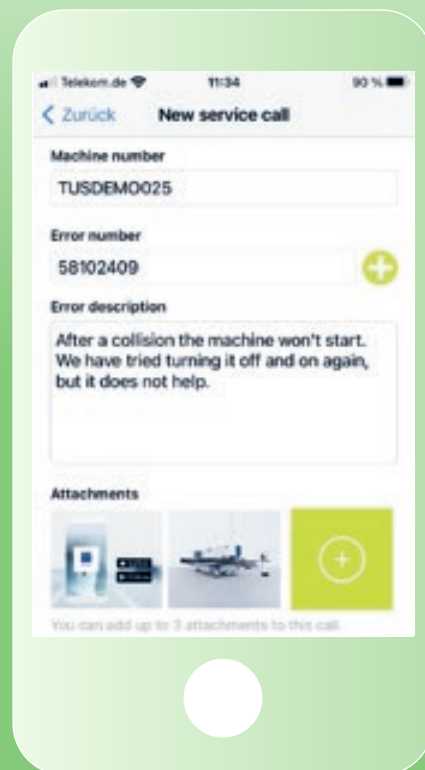 Telekom.de 11:34 90 %
Zurück New service call
Machine number
TUSDEMO025
Error number
58102409
Error description
After a collision the machine won't start.
We have tried turning it off and on again,
but it does not help.
Attachments
You can add up to 3 attachments to this call.